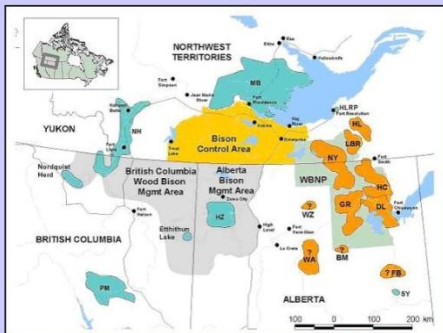 NORTHWEST
TERRITORIES
Rae
Edzo
Yellowknife
Fort
Simpson
Jean Marie
River
MB
Fort
Providence
HLRP
Fort Resolution
HL
YUKON
NH
Fort Liard
Trout
Lake
Kakisa
Hay
River
Enterprise
Bison
Control Area
LBR
NY
Fort
Smith
Nordquist
Herd
British Columbia
Wood Bison
Mgmt Area
Alberta
Bison
Mgmt Area
Zama City
WBNP
HC
GR
DL
Fort
Chipewyan
Fort
Nelson
HZ
High
Level
?
WZ
Fort
Vermilion
Etthithun
Lake
BRITISH COLUMBIA
La Crete
?
WA
?
BM
? FB
PM
ALBERTA
SY
100 0 100 200 km